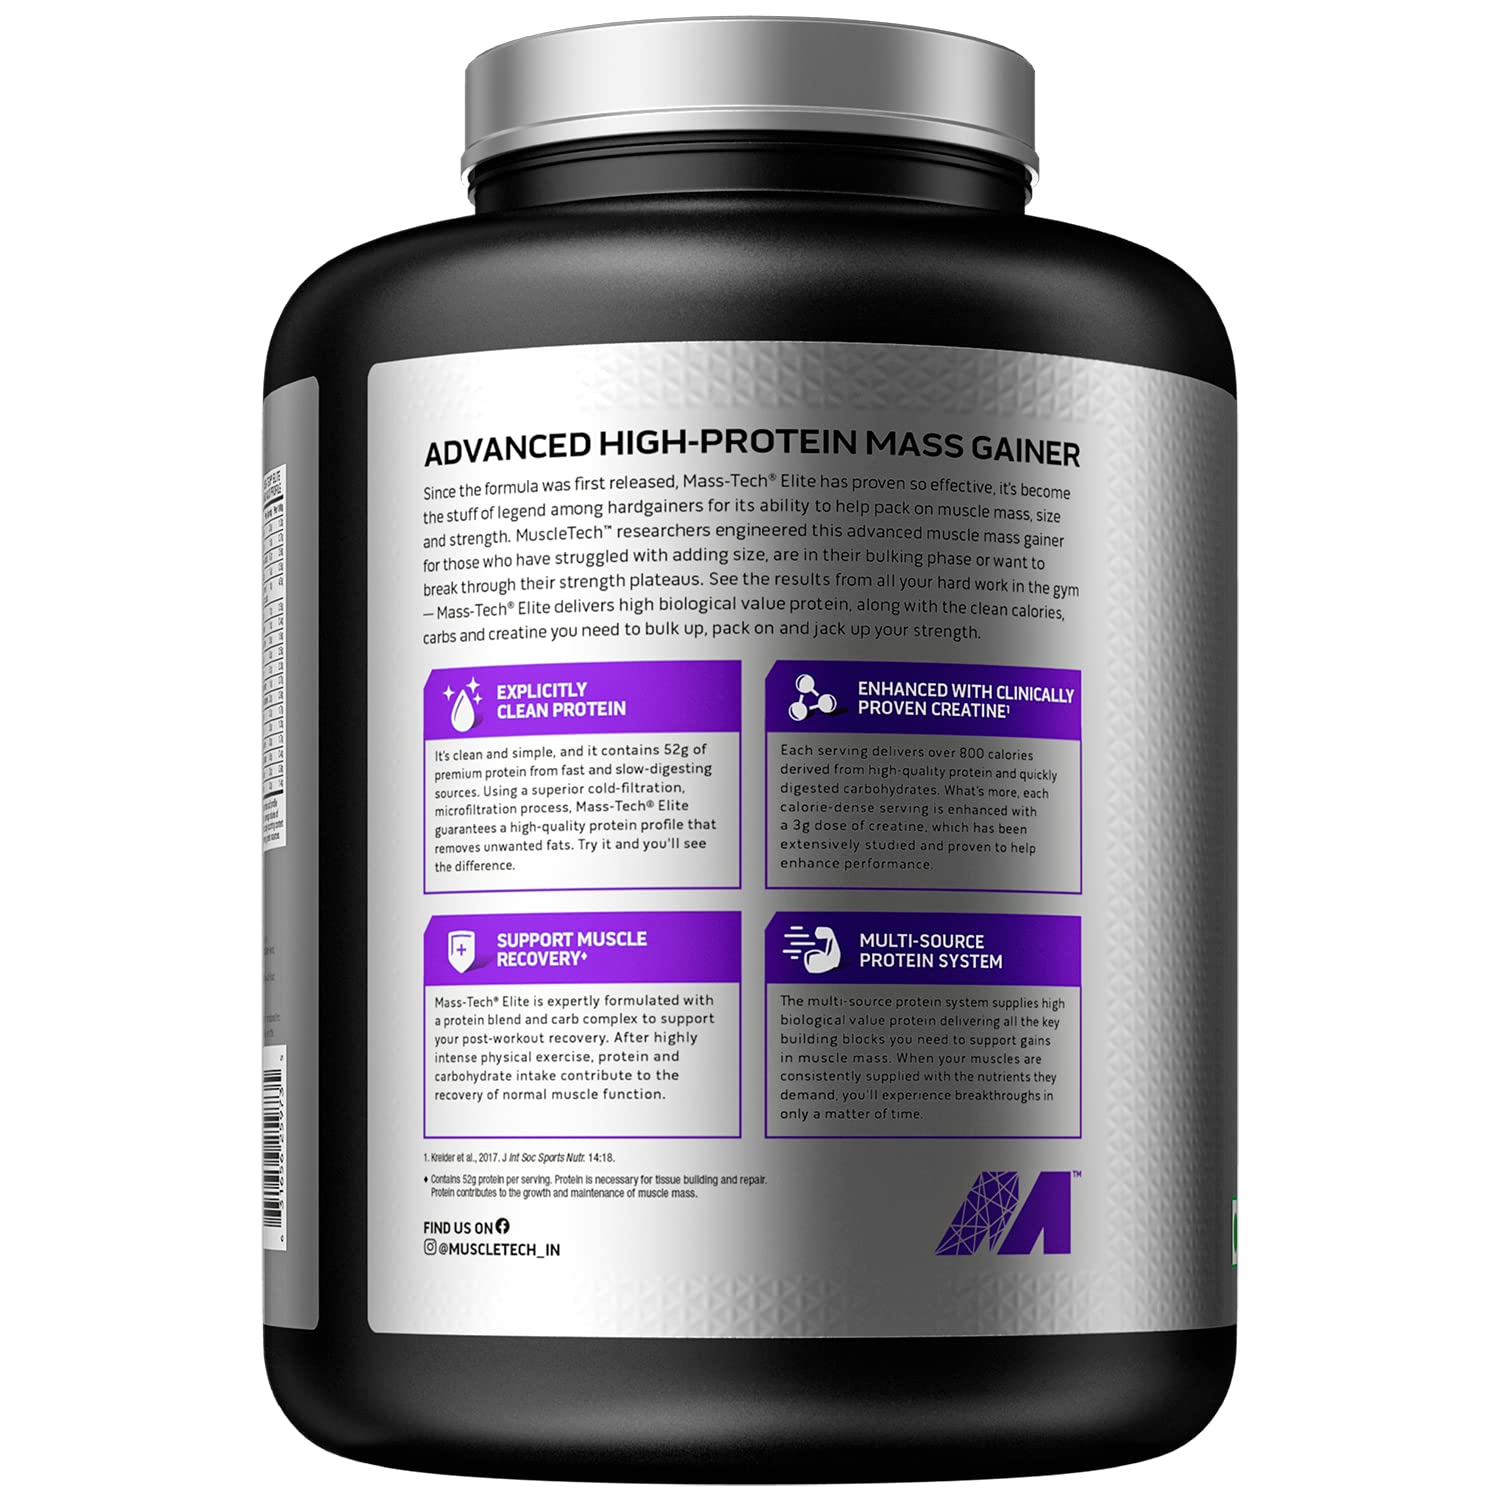 ADVANCED HIGH-PROTEIN MASS GAINER
Since the formula was first released, Mass-Tech® Elite has proven so effective, it's become
the stuff of legend among hardgainers for its ability to help pack on muscle mass, size
and strength. MuscleTech™ researchers engineered this advanced muscle mass gainer
for those who have struggled with adding size, are in their bulking phase or want to
break through their strength plateaus. See the results from all your hard work in the gym
— Mass-Tech® Elite delivers high biological value protein, along with the clean calories,
carbs and creatine you need to bulk up, pack on and jack up your strength.
EXPLICITLY
CLEAN PROTEIN
It's clean and simple, and it contains 52g of
premium protein from fast and slow-digesting
sources. Using a superior cold-filtration,
microfiltration process, Mass-Tech® Elite
guarantees a high-quality protein profile that
removes unwanted fats. Try it and you'll see
the difference.
ENHANCED WITH CLINICALLY
PROVEN CREATINE¹
Each serving delivers over 800 calories
derived from high-quality protein and quickly
digested carbohydrates. What's more, each
calorie-dense serving is enhanced with
a 3g dose of creatine, which has been
extensively studied and proven to help
enhance performance.
SUPPORT MUSCLE
RECOVERY♦
Mass-Tech® Elite is expertly formulated with
a protein blend and carb complex to support
your post-workout recovery. After highly
intense physical exercise, protein and
carbohydrate intake contribute to the
recovery of normal muscle function.
MULTI-SOURCE
PROTEIN SYSTEM
The multi-source protein system supplies high
biological value protein delivering all the key
building blocks you need to support gains
in muscle mass. When your muscles are
consistently supplied with the nutrients they
demand, you'll experience breakthroughs in
only a matter of time.
1. Kreider et al., 2017. J Int Soc Sports Nutr. 14:18.
♦ Contains 52g protein per serving. Protein is necessary for tissue building and repair.
Protein contributes to the growth and maintenance of muscle mass.
FIND US ON
@MUSCLETECH_IN
™
6 31656 25973 5